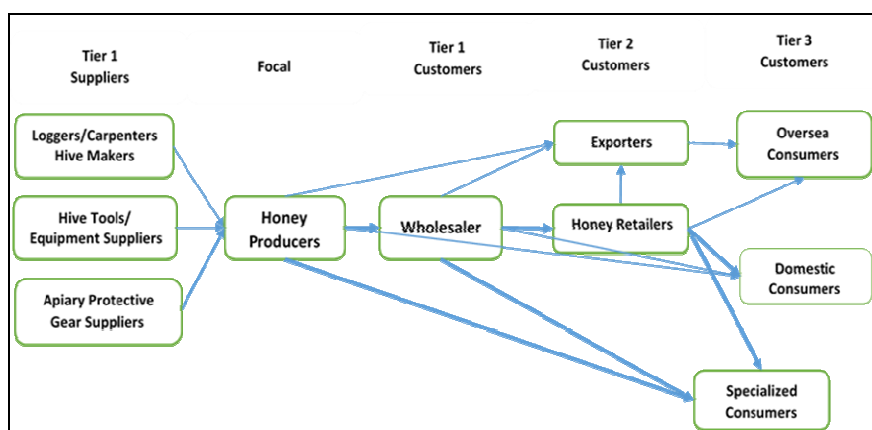 Tier 1
Suppliers
Focal
Tier 1
Customers
Tier 2
Customers
Tier 3
Customers
Loggers/Carpenters
Hive Makers
Exporters
Oversea
Consumers
Hive Tools/
Equipment Suppliers
Honey
Producers
Wholesaler
Honey Retailers
Domestic
Consumers
Apiary Protective
Gear Suppliers
Specialized
Consumers